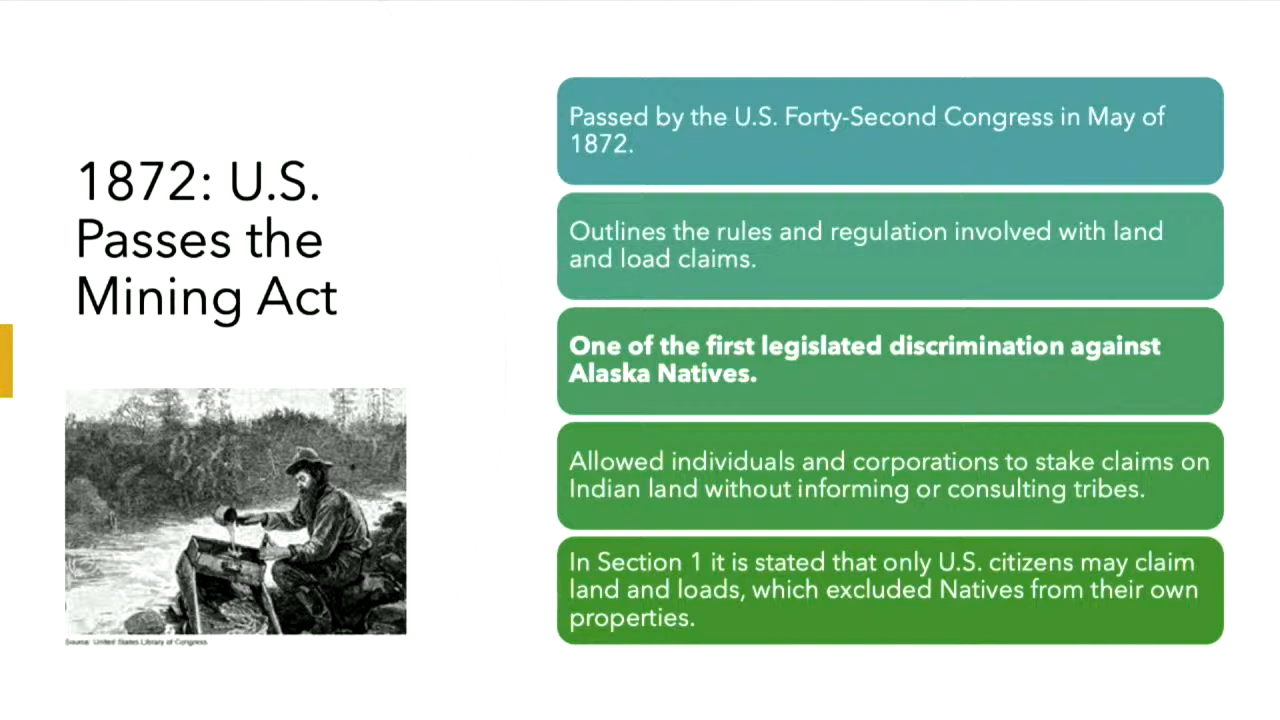 1872: U.S.
Passes the
Mining Act
Source: United States Library of Congress
Passed by the U.S. Forty-Second Congress in May of
1872.
Outlines the rules and regulation involved with land
and load claims.
One of the first legislated discrimination against
Alaska Natives.
Allowed individuals and corporations to stake claims on
Indian land without informing or consulting tribes.
In Section 1 it is stated that only U.S. citizens may claim
land and loads, which excluded Natives from their own
properties.